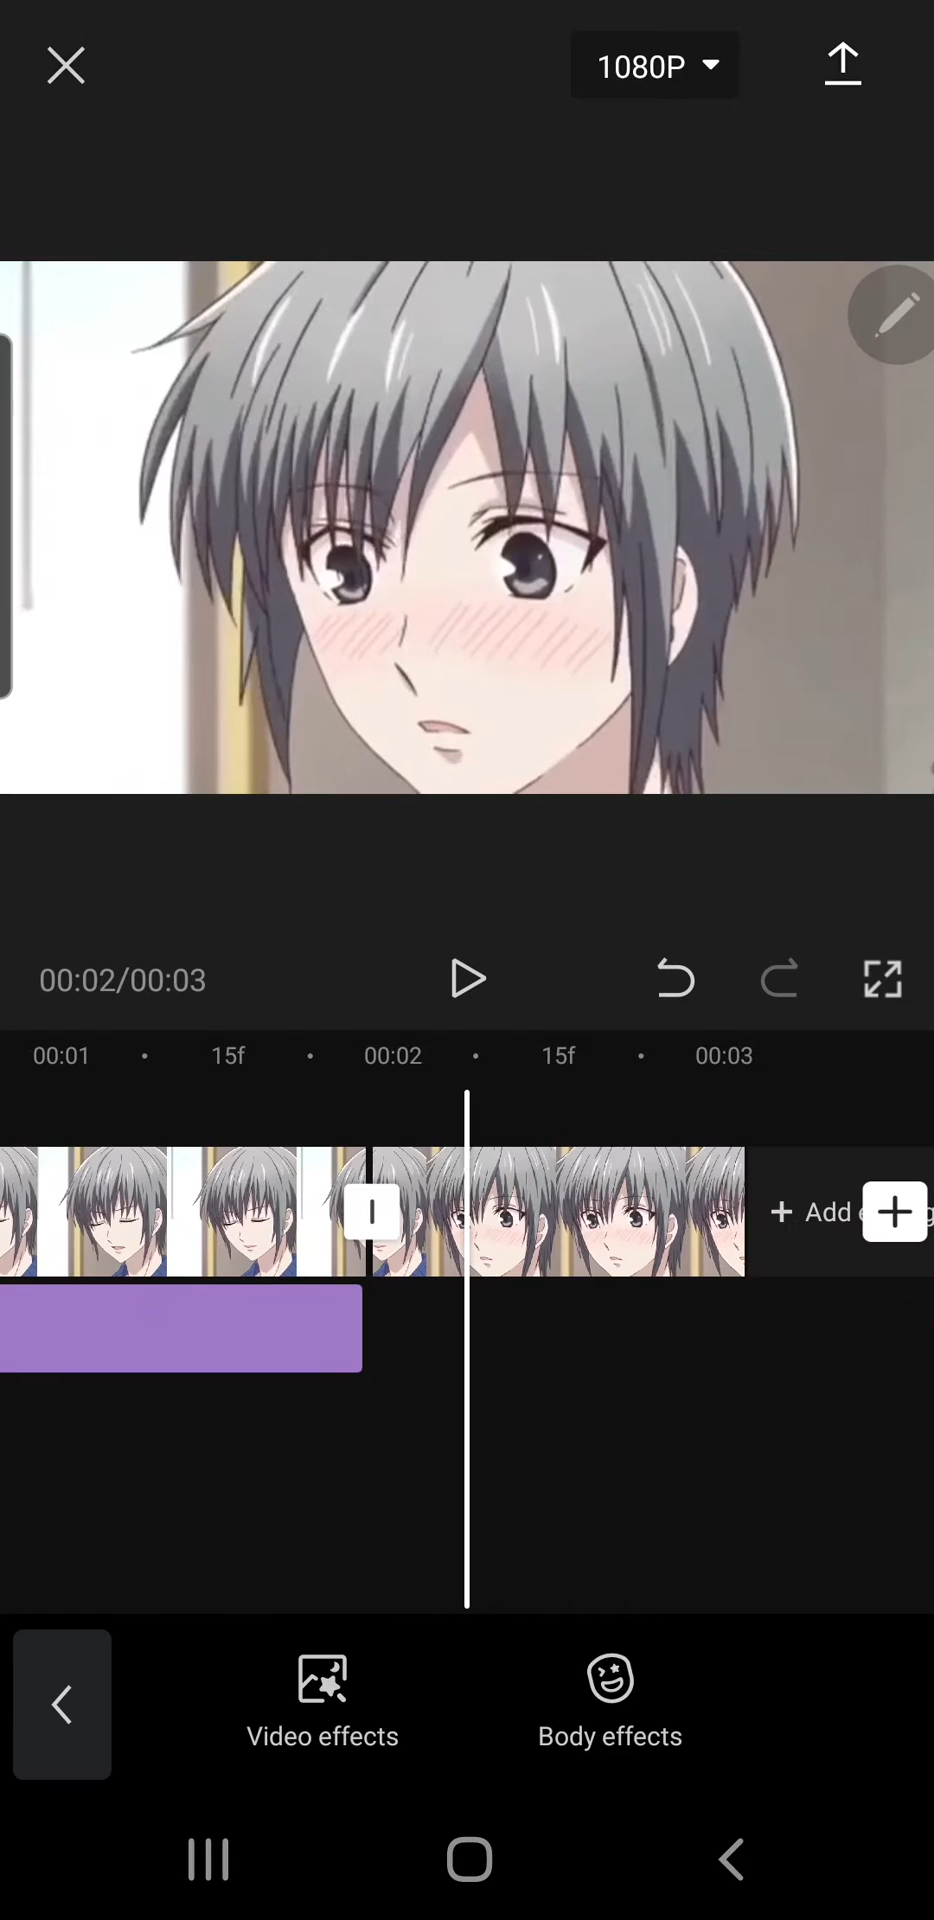 1080P
00:02/00:03
00:01 15f 00:02 15f 00:03
+ Add
Video effects
Body effects